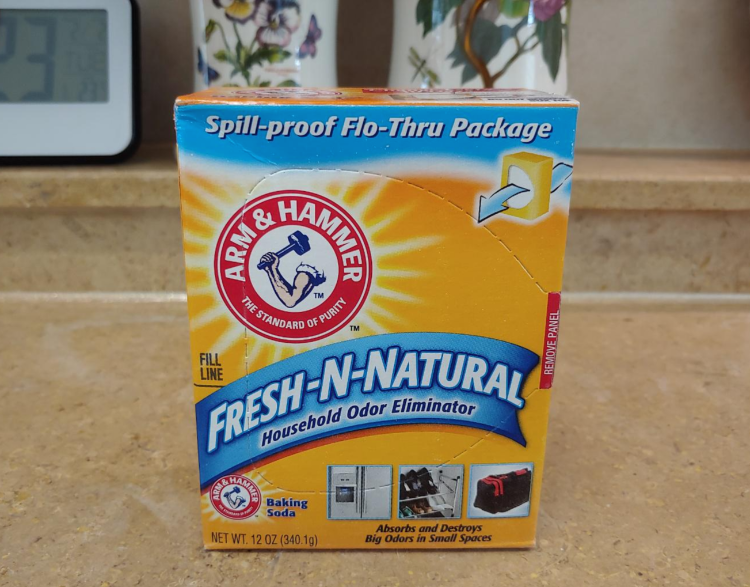 23
Spill-proof Flo-Thru Package
ARM & HAMMER
TM
THE STANDARD OF PURITY
TM
REMOVE PANEL
FILL
LINE
FRESH-N-NATURAL
Household Odor Eliminator
ARM & HAMMER
Baking
Soda
Absorbs and Destroys
Big Odors in Small Spaces
NET WT. 12 OZ (340.1g)